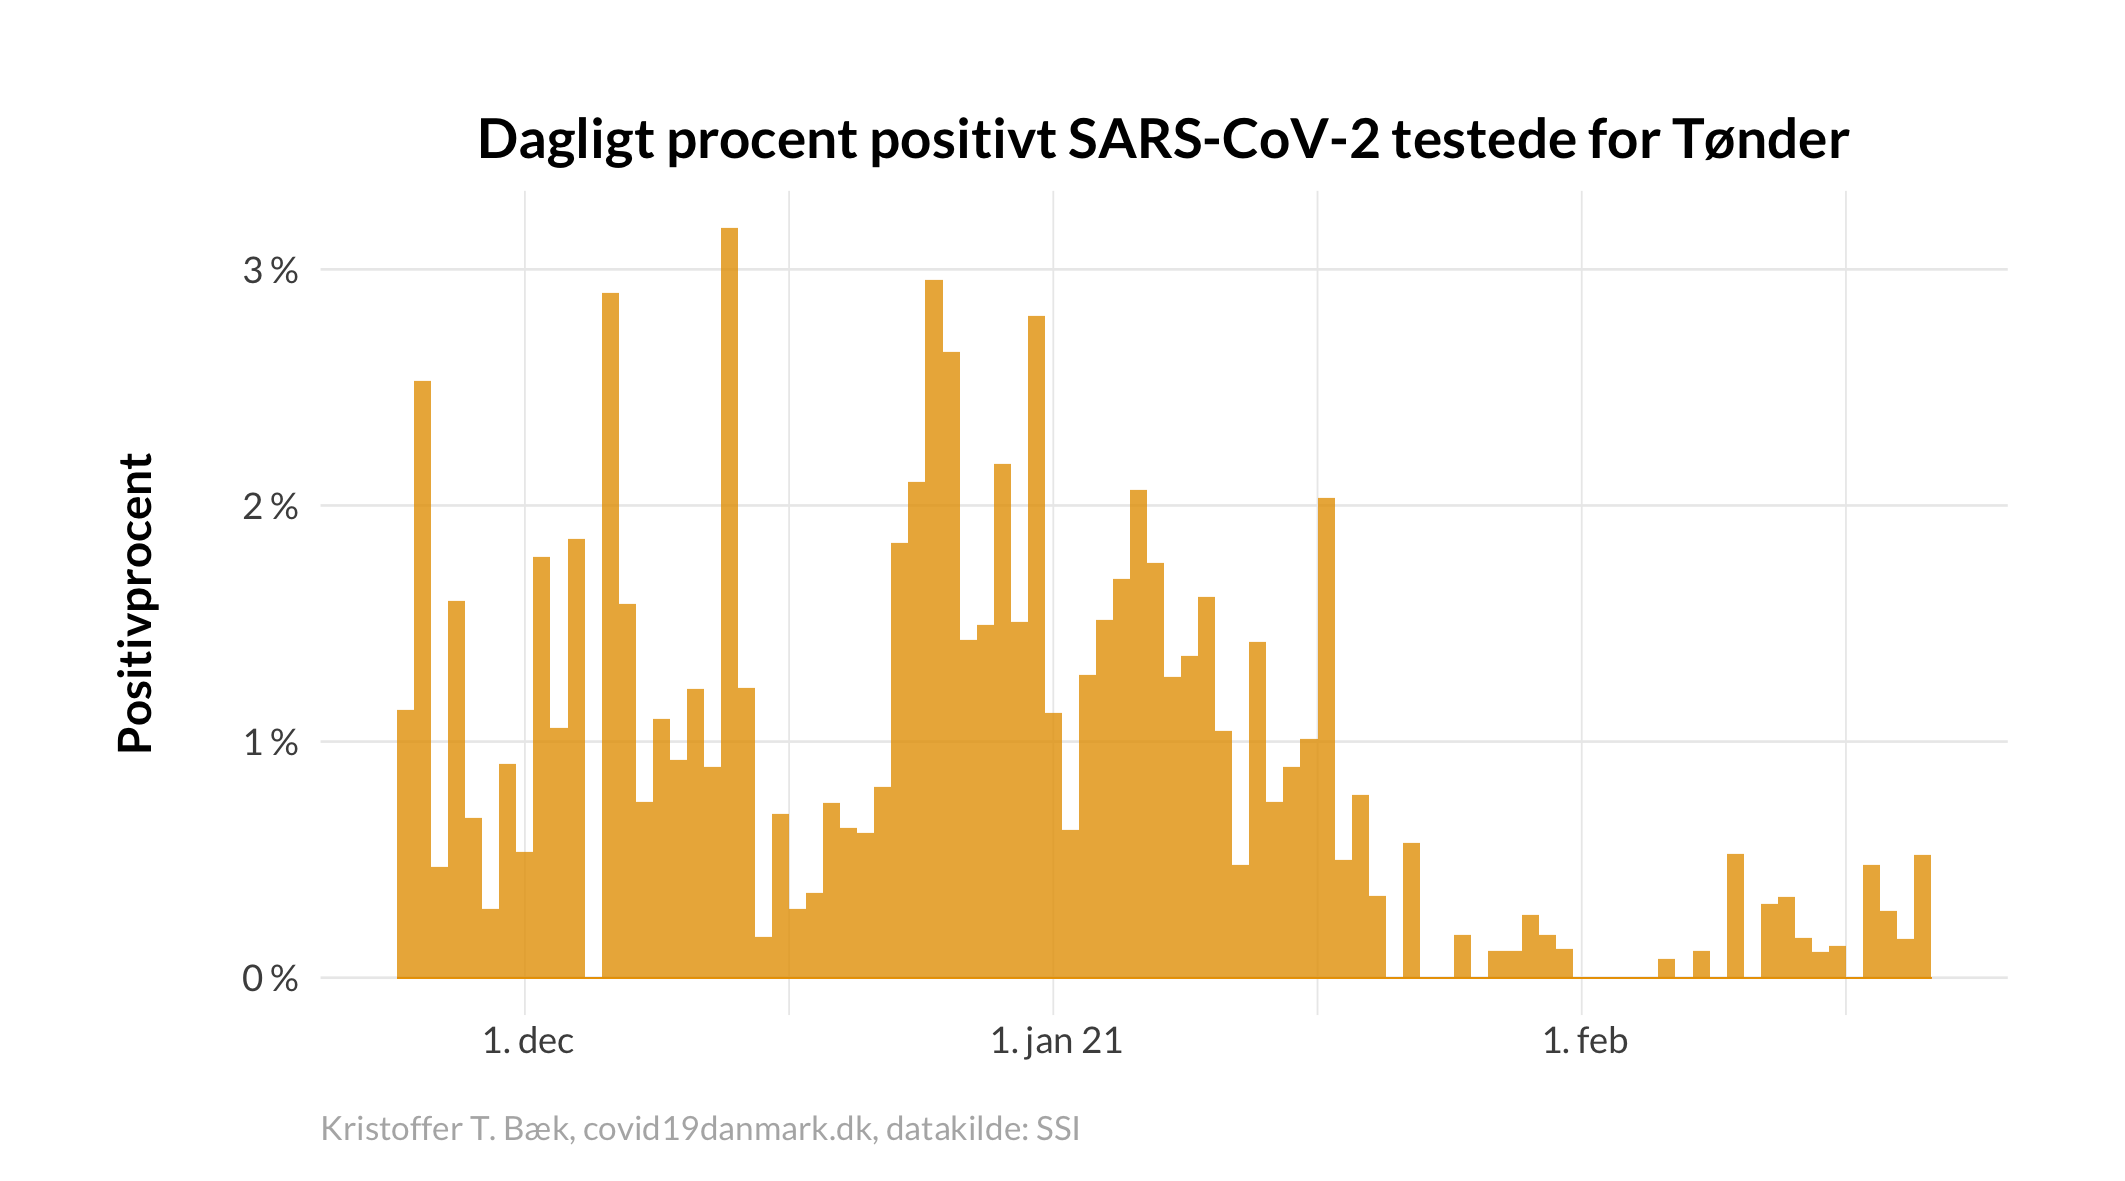 Dagligt procent positivt SARS-CoV-2 testede for Tønder
Positivprocent
3 %
2 %
1 %
0 %
1. dec
1. jan 21
1. feb
Kristoffer T. Bæk, covid19danmark.dk, datakilde: SSI